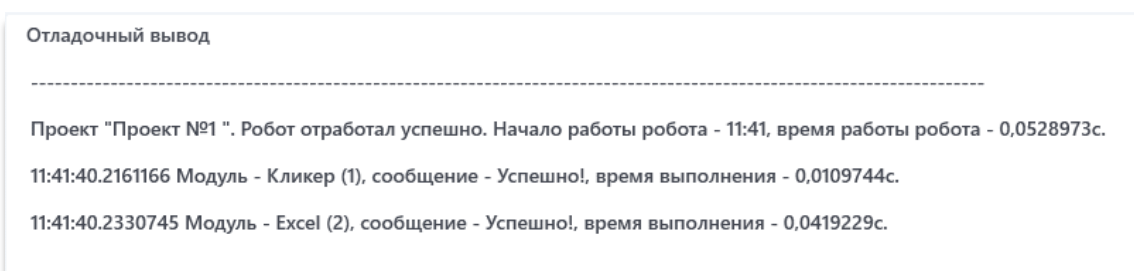 Отладочный вывод
------------------------------------------------------------------------------------------------------------------------
Проект "Проект №1 ". Робот отработал успешно. Начало работы робота - 11:41, время работы робота - 0,0528973с.
11:41:40.2161166 Модуль - Кликер (1), сообщение - Успешно!, время выполнения - 0,0109744с.
11:41:40.2330745 Модуль - Excel (2), сообщение - Успешно!, время выполнения - 0,0419229с.